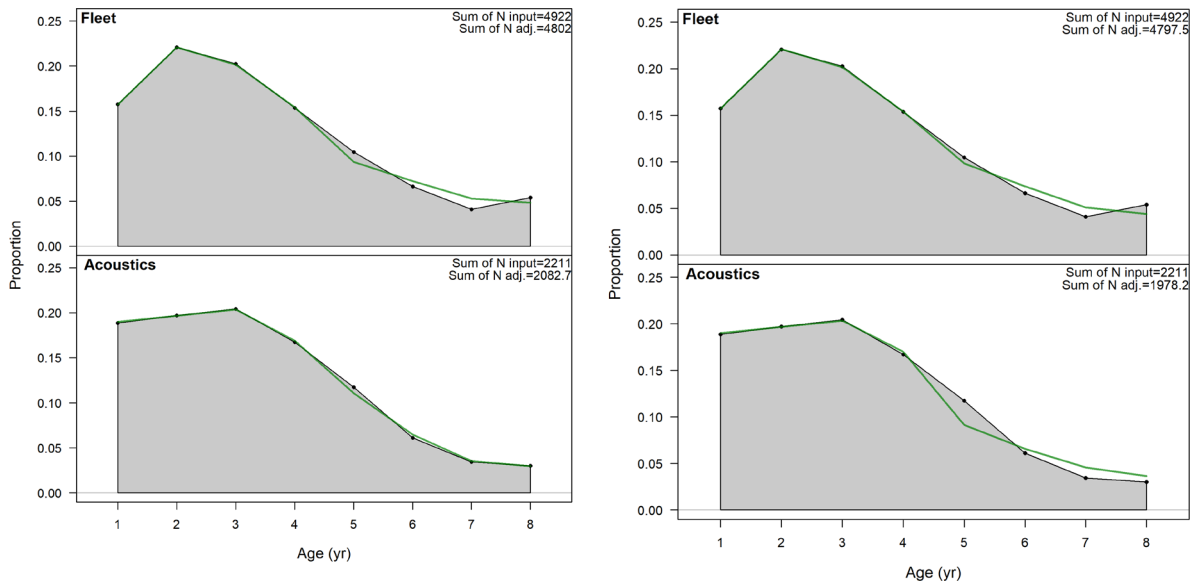 Fleet
Sum of N input=4922
Sum of N adj.=4802
0.25
0.20
0.15
0.10
0.05
0.00
Acoustics
Sum of N input=2211
Sum of N adj.=2082.7
0.25
0.20
0.15
0.10
0.05
0.00
Proportion
1 2 3 4 5 6 7 8
Age (yr)
Fleet
Sum of N input=4922
Sum of N adj.=4797.5
0.25
0.20
0.15
0.10
0.05
0.00
Acoustics
Sum of N input=2211
Sum of N adj.=1978.2
0.25
0.20
0.15
0.10
0.05
0.00
Proportion
1 2 3 4 5 6 7 8
Age (yr)